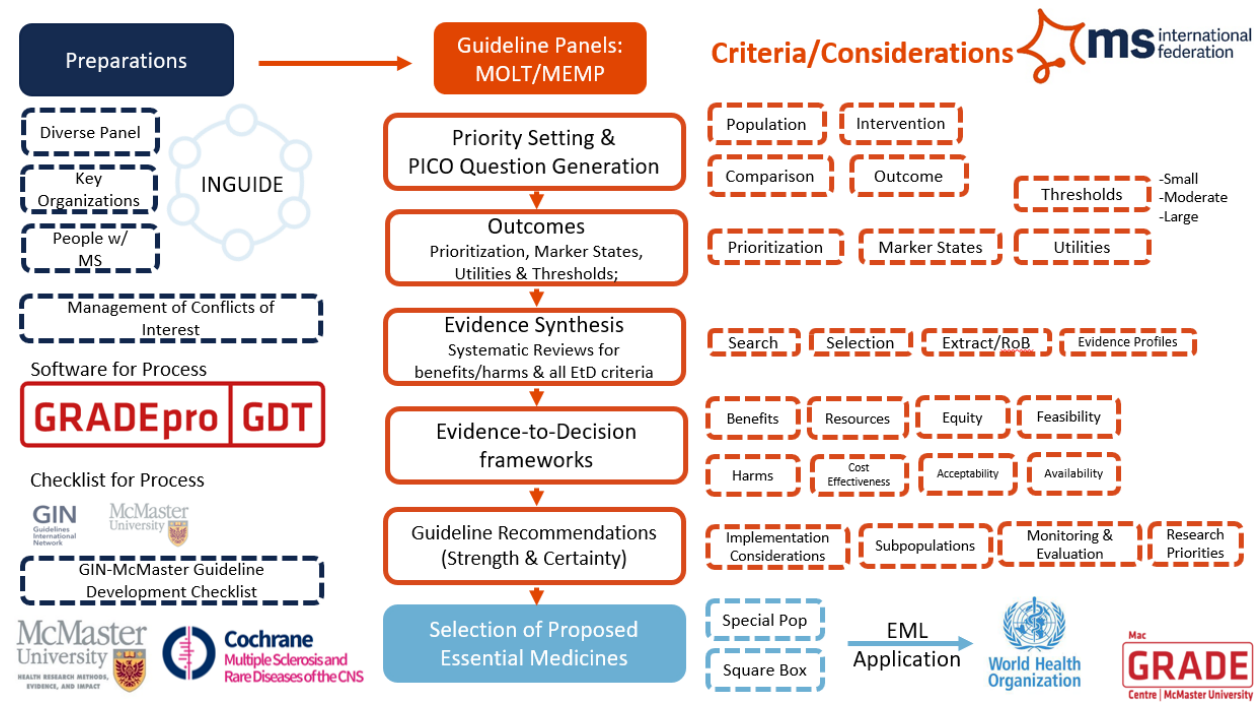 Preparations
Guideline Panels:
MOLT/MEMP
Criteria/Considerations
ms international
federation
Diverse Panel
Key
Organizations
People w/
MS
INGUIDE
Management of Conflicts of
Interest
Software for Process
GRADEpro GDT
Checklist for Process
GIN
Guidelines
International
Network
McMaster
University
GIN-McMaster Guideline
Development Checklist
McMaster
University
HEALTH RESEARCH METHODS,
EVIDENCE, AND IMPACT
Cochrane
Multiple Sclerosis and
Rare Diseases of the CNS
Priority Setting &
PICO Question Generation
Outcomes
Prioritization, Marker States,
Utilities & Thresholds;
Evidence Synthesis
Systematic Reviews for
benefits/harms & all EtD criteria
Evidence-to-Decision
frameworks
Guideline Recommendations
(Strength & Certainty)
Selection of Proposed
Essential Medicines
Population
Intervention
Comparison
Outcome
Thresholds
-Small
-Moderate
-Large
Prioritization
Marker States
Utilities
Search
Selection
Extract/RoB
Evidence Profiles
Benefits
Resources
Equity
Feasibility
Harms
Cost
Effectiveness
Acceptability
Availability
Implementation
Considerations
Subpopulations
Monitoring &
Evaluation
Research
Priorities
Special Pop
Square Box
EML
Application
World Health
Organization
Mac
GRADE
Centre | McMaster University